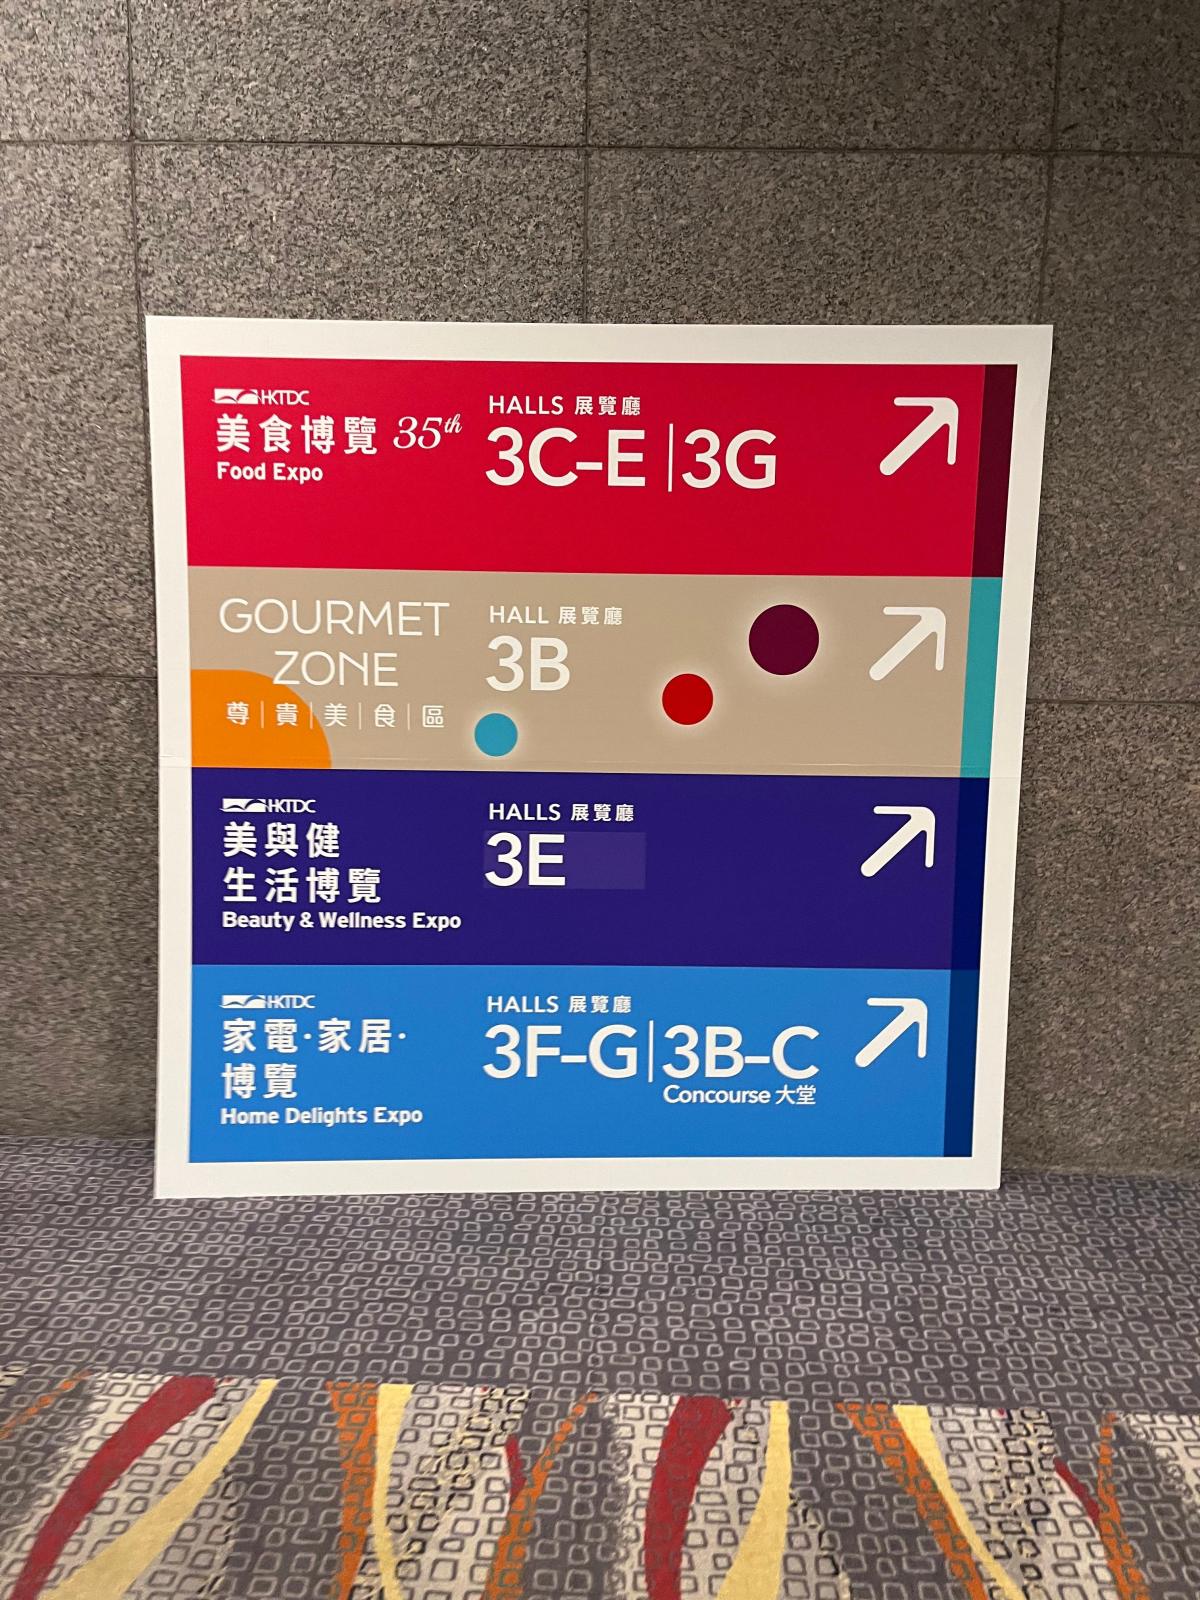 HKTDC
美食博覽 35th
Food Expo
HALLS 展覽廳
3C-E | 3G
GOURMET
ZONE
尊|貴|美|食|區
HALL 展覽廳
3B
HKTDC
美與健
生活博覽
Beauty & Wellness Expo
HALLS 展覽廳
3E
HKTDC
家電·家居·
博覽
Home Delights Expo
HALLS 展覽廳
3F–G | 3B–C
Concourse 大堂